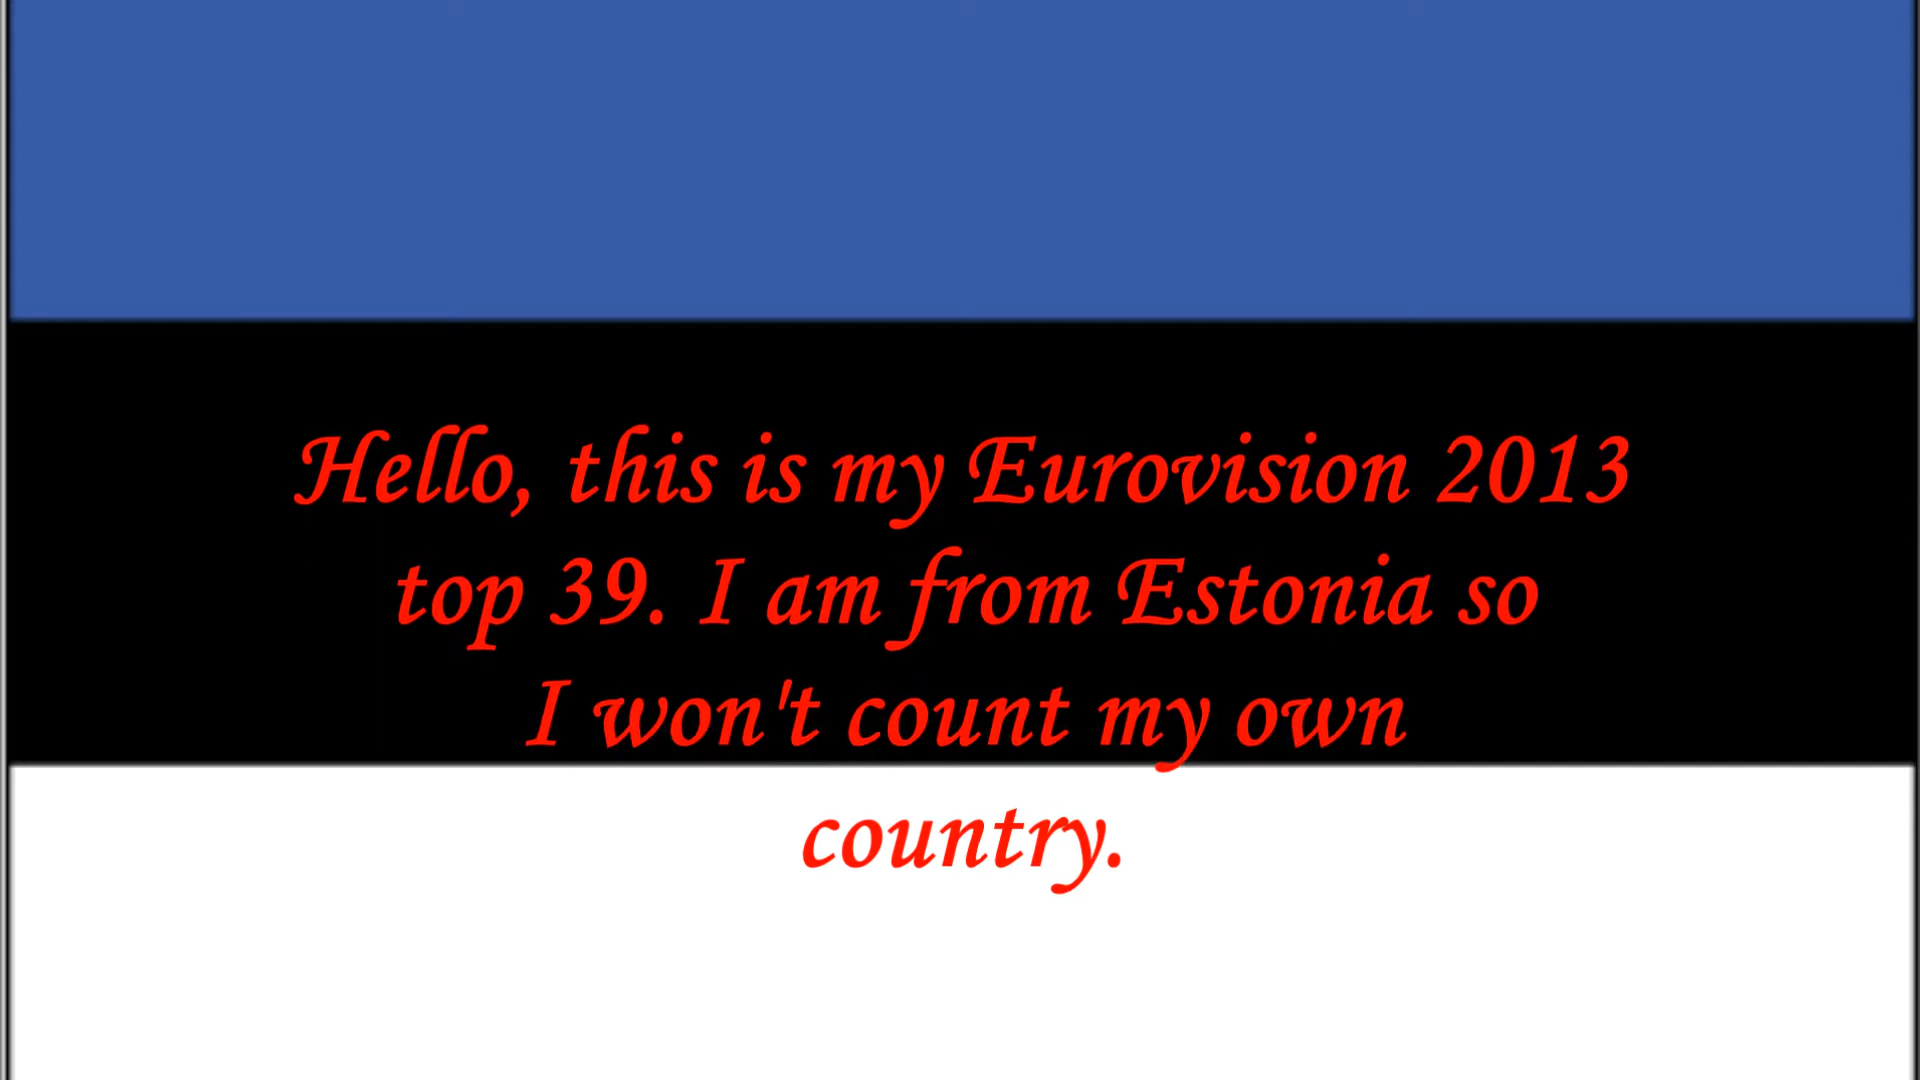 Hello, this is my Eurovision 2013
top 39. I am from Estonia so
I won't count my own
country.